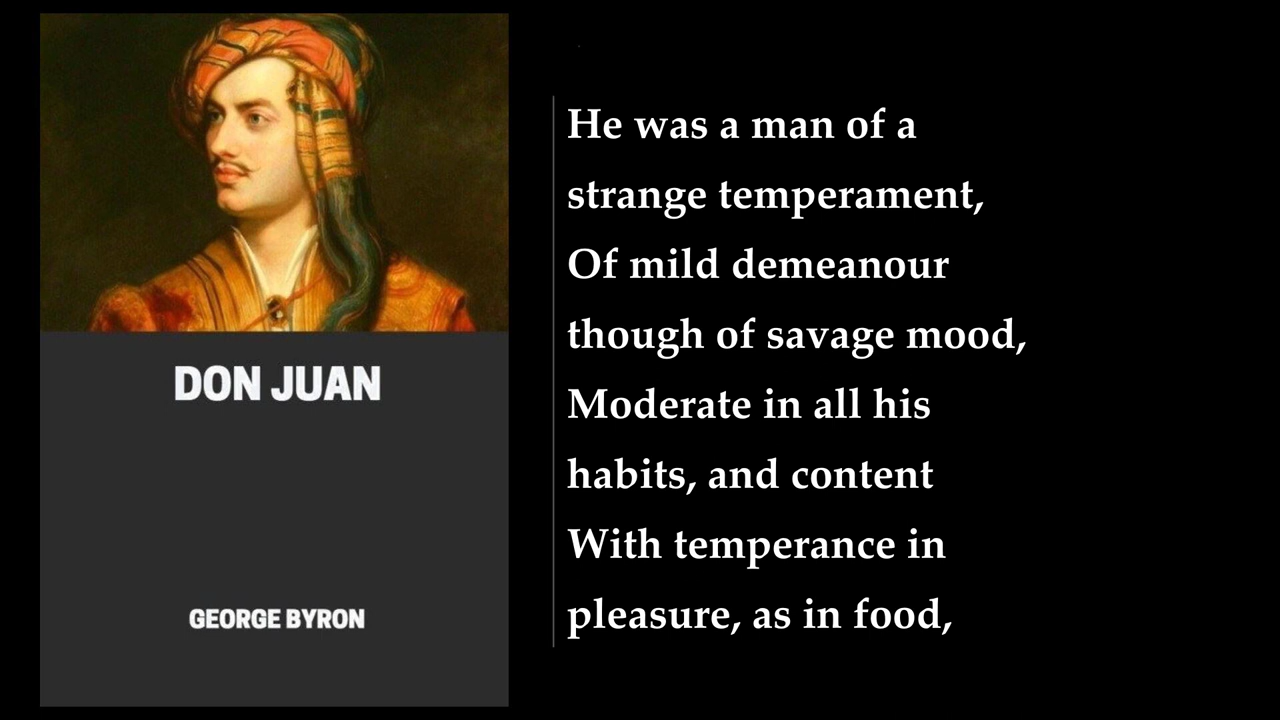 DON JUAN
GEORGE BYRON
He was a man of a
strange temperament,
Of mild demeanour
though of savage mood,
Moderate in all his
habits, and content
With temperance in
pleasure, as in food,